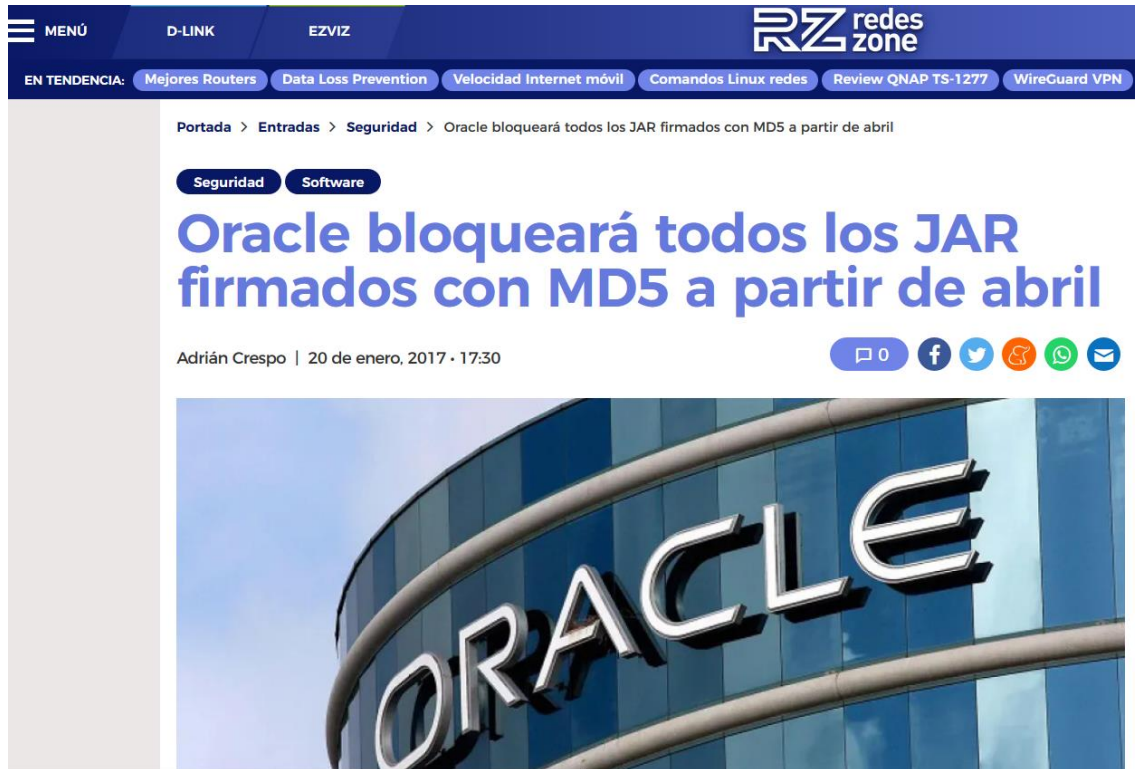 MENÚ D-LINK EZVIZ RZ redes zone
EN TENDENCIA: Mejores Routers Data Loss Prevention Velocidad Internet móvil Comandos Linux redes Review QNAP TS-1277 WireGuard VPN
Portada > Entradas > Seguridad > Oracle bloqueará todos los JAR firmados con MD5 a partir de abril
Seguridad Software
Oracle bloqueará todos los JAR
firmados con MD5 a partir de abril
Adrián Crespo | 20 de enero, 2017 · 17:30 0
ORACLE